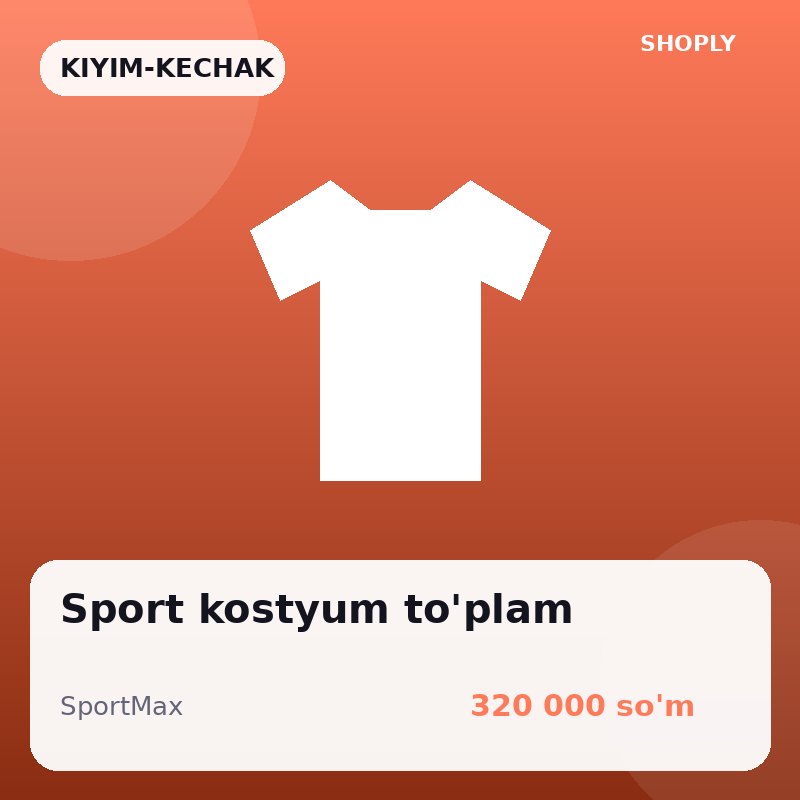 KIYIM-KECHAK
SHOPLY
Sport kostyum to'plam
SportMax
320 000 so'm